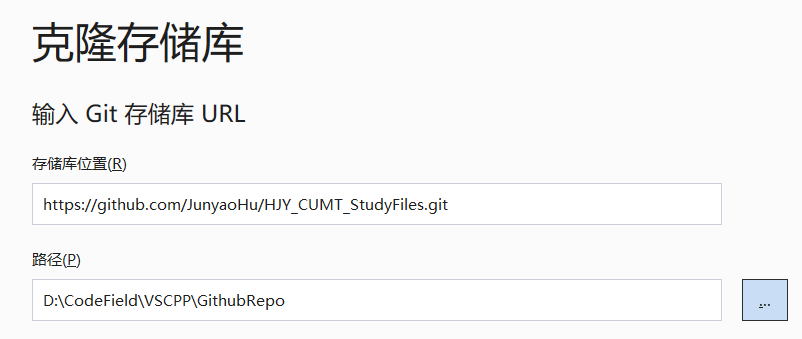 克隆存储库
输入 Git 存储库 URL
存储库位置(R)
https://github.com/JunyaoHu/HJY_CUMT_StudyFiles.git
路径(P)
D:\CodeField\VSCPP\GithubRepo
...